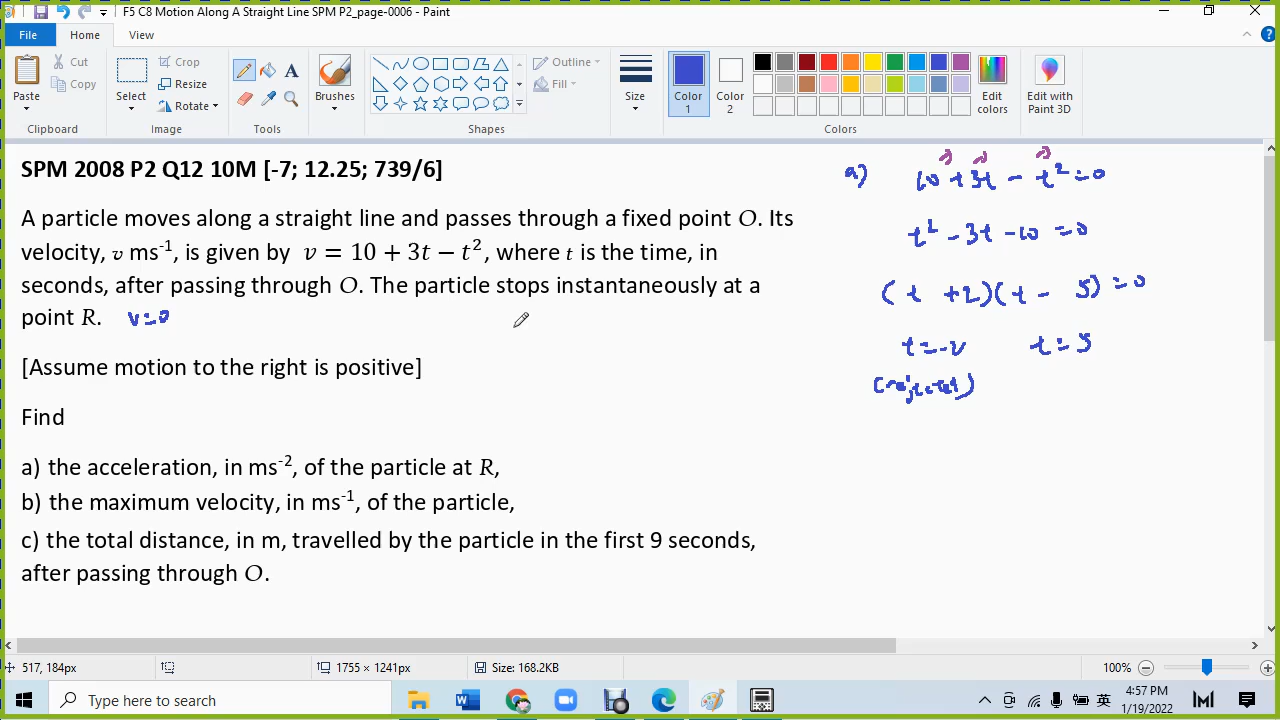 F5 C8 Motion Along A Straight Line SPM P2_page-0006 - Paint
File Home View
Paste Cut Copy Select Crop Resize Rotate Brushes Outline Fill Size Color 1 Color 2 Edit colors Edit with Paint 3D
Clipboard Image Tools Shapes Colors
SPM 2008 P2 Q12 10M [-7; 12.25; 739/6]
A particle moves along a straight line and passes through a fixed point O. Its
velocity, v ms⁻¹, is given by v = 10 + 3t − t², where t is the time, in
seconds, after passing through O. The particle stops instantaneously at a
point R. v=0
[Assume motion to the right is positive]
Find
a) the acceleration, in ms⁻², of the particle at R,
b) the maximum velocity, in ms⁻¹, of the particle,
c) the total distance, in m, travelled by the particle in the first 9 seconds,
after passing through O.
a) 10 + 3t - t² = 0
t² - 3t - 10 = 0
(t + 2)(t - 5) = 0
t = -2 t = 5
(rejected)
517, 184px 1755 × 1241px Size: 168.2KB 100%
Type here to search 英 4:57 PM
1/19/2022